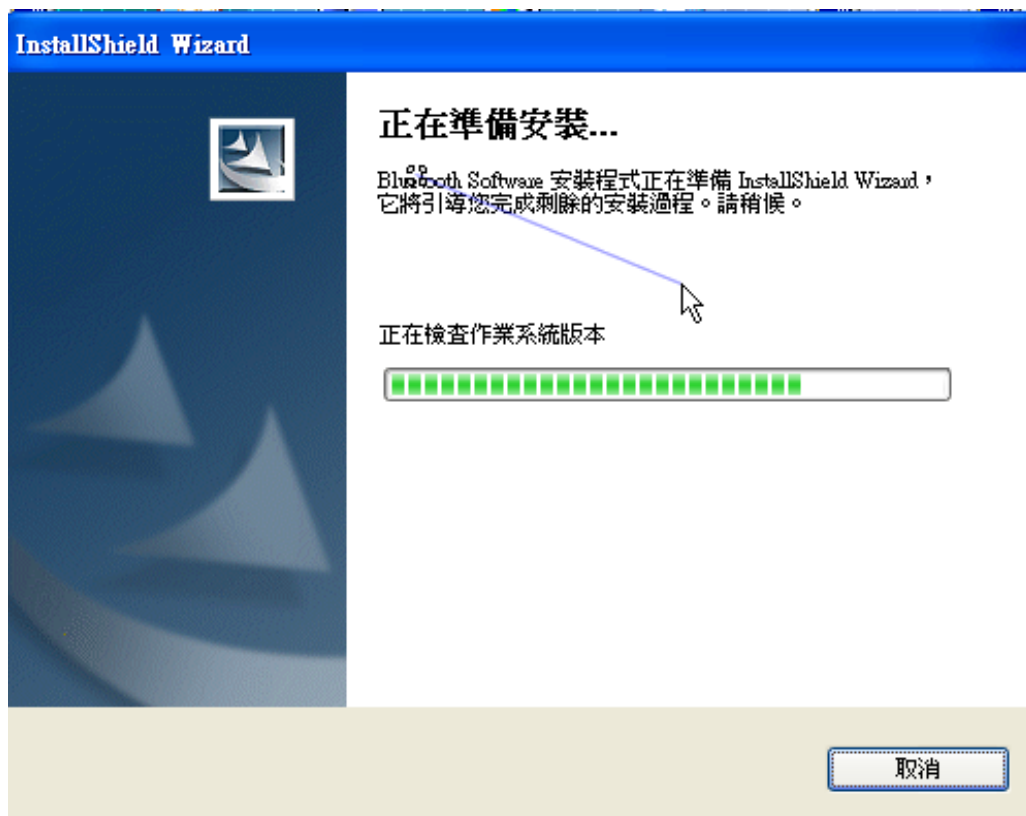 InstallShield Wizard
正在準備安裝...
Bluetooth Software 安裝程式正在準備 InstallShield Wizard，
它將引導您完成剩餘的安裝過程。請稍候。
正在檢查作業系統版本
取消